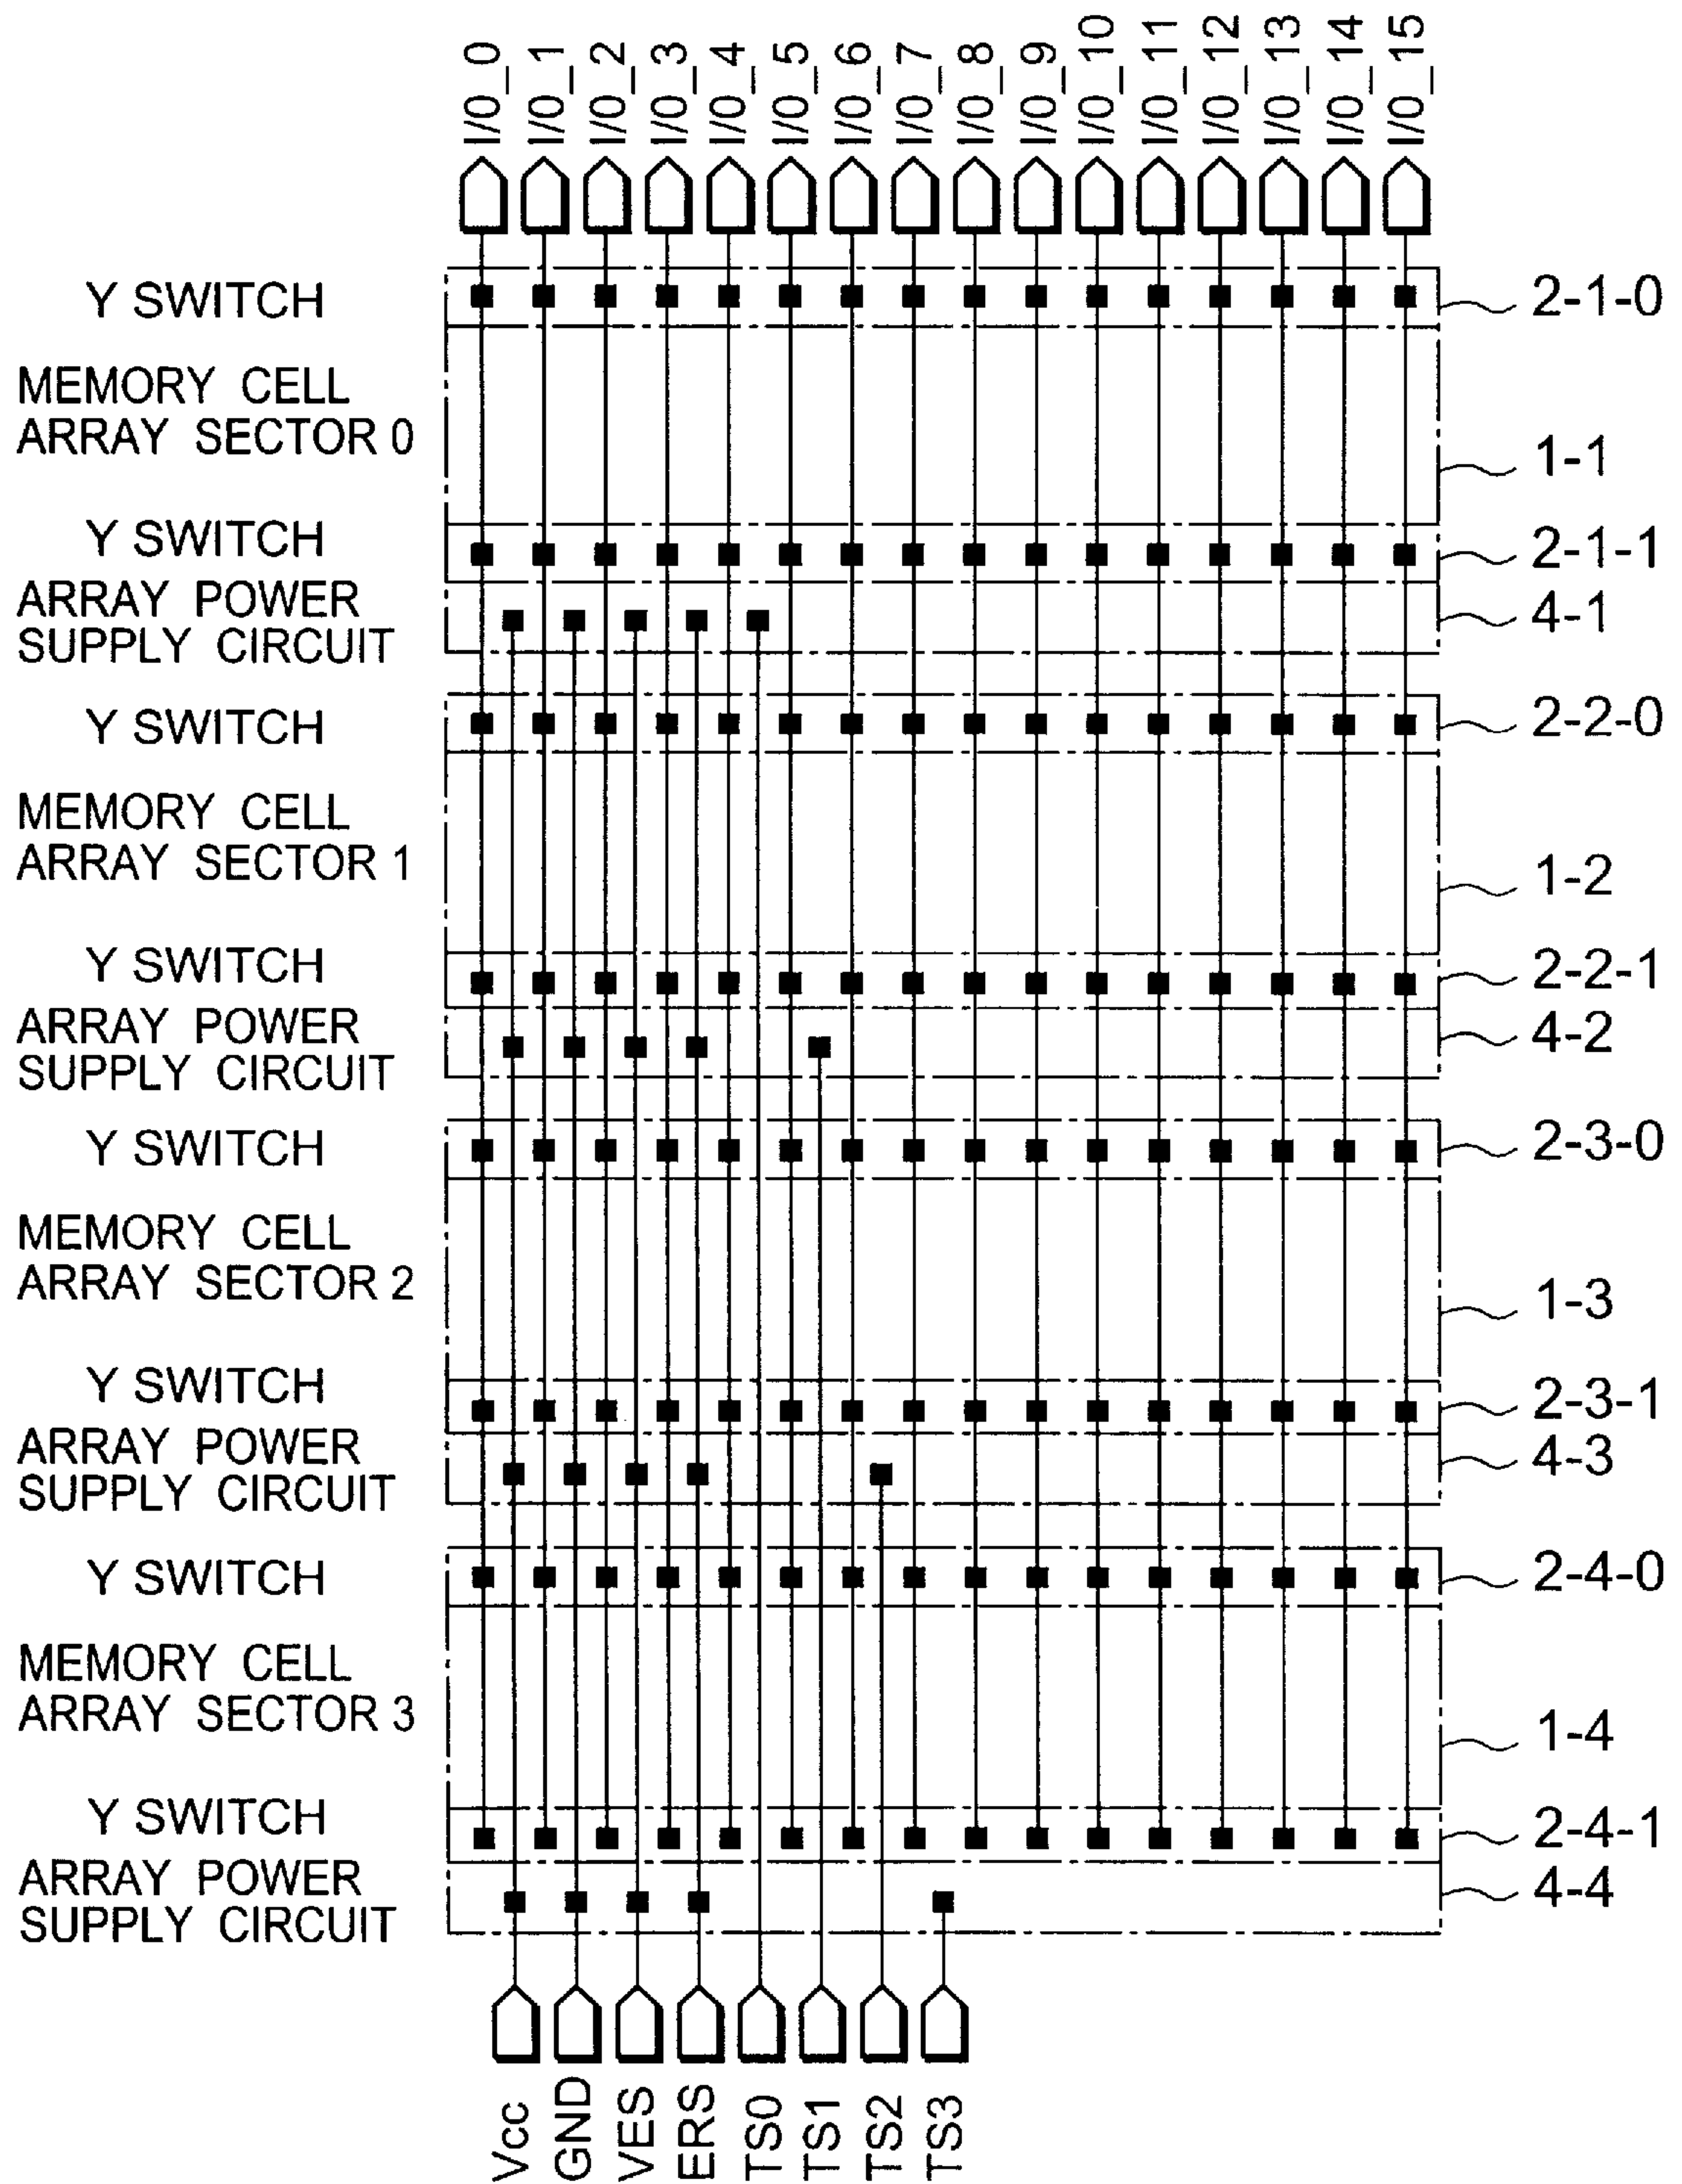 I/0_0
I/0_1
I/0_2
I/0_3
I/0_4
I/0_5
I/0_6
I/0_7
I/0_8
I/0_9
I/0_10
I/0_11
I/0_12
I/0_13
I/0_14
I/0_15
Y SWITCH
2-1-0
MEMORY CELL
ARRAY SECTOR 0
1-1
Y SWITCH
2-1-1
ARRAY POWER
SUPPLY CIRCUIT
4-1
Y SWITCH
2-2-0
MEMORY CELL
ARRAY SECTOR 1
1-2
Y SWITCH
2-2-1
ARRAY POWER
SUPPLY CIRCUIT
4-2
Y SWITCH
2-3-0
MEMORY CELL
ARRAY SECTOR 2
1-3
Y SWITCH
2-3-1
ARRAY POWER
SUPPLY CIRCUIT
4-3
Y SWITCH
2-4-0
MEMORY CELL
ARRAY SECTOR 3
1-4
Y SWITCH
2-4-1
ARRAY POWER
SUPPLY CIRCUIT
4-4
Vcc
GND
VES
ERS
TS0
TS1
TS2
TS3